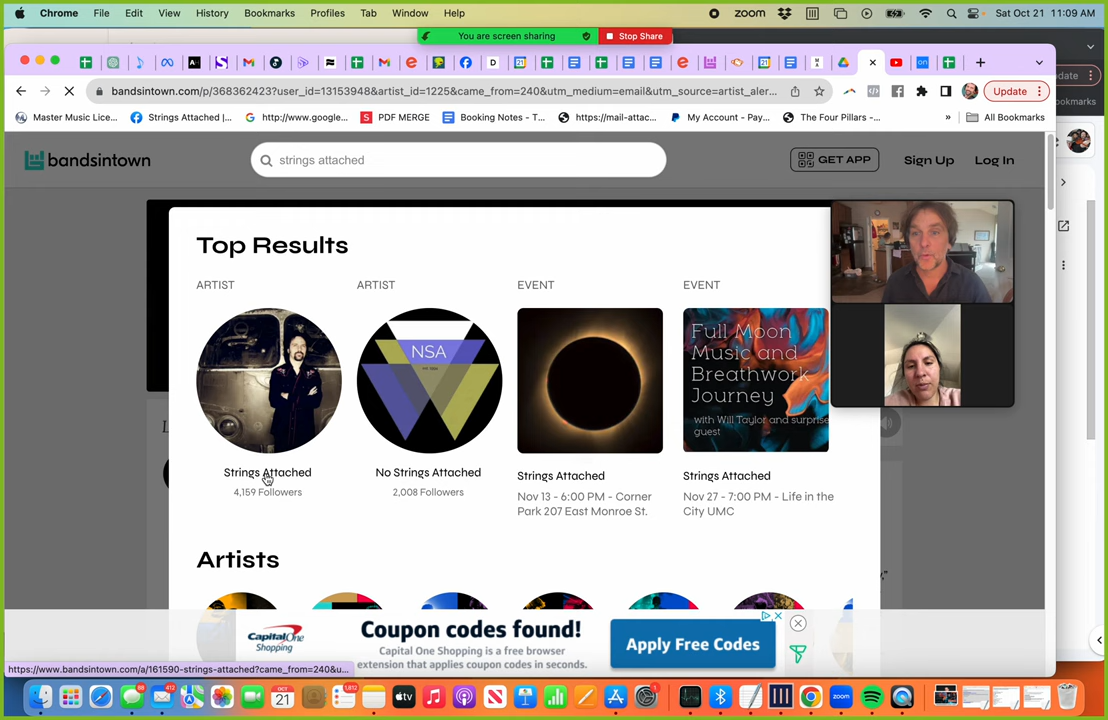 Chrome File Edit View History Bookmarks Profiles Tab Window Help zoom Sat Oct 21 11:09 AM
You are screen sharing Stop Share
bandsintown.com/p/368362423?user_id=13153948&artist_id=1225&came_from=240&utm_medium=email&utm_source=artist_aler... Update
Master Music Lice... Strings Attached |... http://www.google... PDF MERGE Booking Notes - T... https://mail-attac... My Account - Pay... The Four Pillars -... » All Bookmarks
bandsintown strings attached GET APP Sign Up Log In
Top Results
ARTIST ARTIST EVENT EVENT
NSA
Full Moon
Music and
Breathwork
Journey
with Will Taylor and surprise
guest
Strings Attached No Strings Attached Strings Attached Strings Attached
4,159 Followers 2,008 Followers Nov 13 - 6:00 PM - Corner Nov 27 - 7:00 PM - Life in the
Park 207 East Monroe St. City UMC
Artists
Capital One
Shopping
Coupon codes found!
Capital One Shopping is a free browser
extension that applies coupon codes in seconds.
Apply Free Codes
https://www.bandsintown.com/a/161590-strings-attached?came_from=240&u...
OCT
21
zoom